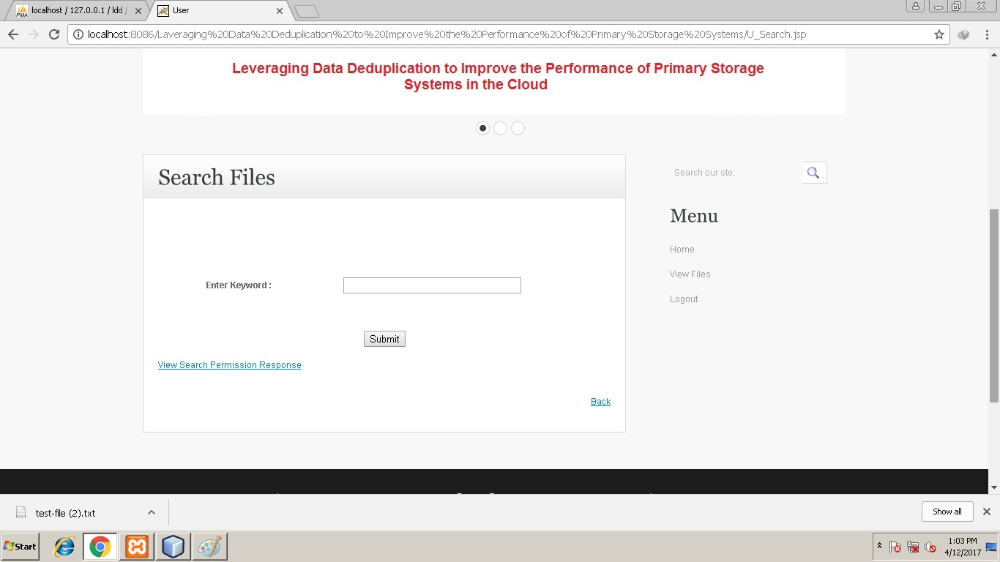 localhost / 127.0.0.1 / ldd /
User
localhost:8086/Laveraging%20Data%20Deduplication%20to%20Improve%20the%20Performance%20of%20Primary%20Storage%20Systems/U_Search.jsp
Leveraging Data Deduplication to Improve the Performance of Primary Storage
Systems in the Cloud
Search Files
Enter Keyword :
Submit
View Search Permission Response
Back
Search our ste:
Menu
Home
View Files
Logout
test-file (2).txt
Show all
Start
1:03 PM
4/12/2017
PMA